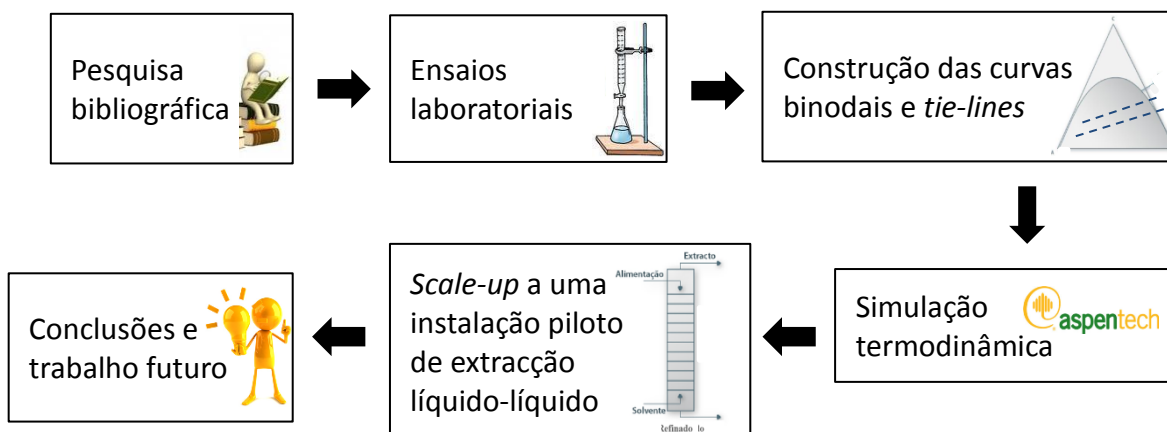 Pesquisa
bibliográfica
Ensaios
laboratoriais
Construção das curvas
binodais e tie-lines
C
A
Simulação
termodinâmica
aspentech
Scale-up a uma
instalação piloto
de extracção
líquido-líquido
Extracto
Alimentação
Solvente
Refinado
Conclusões e
trabalho futuro